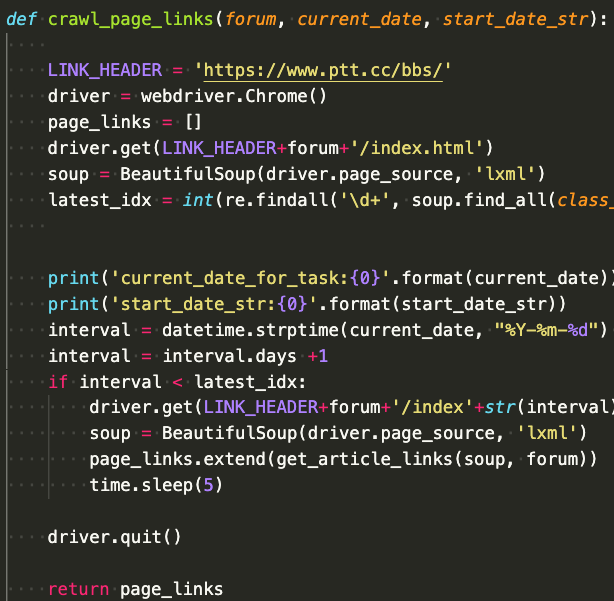 def crawl_page_links(forum, current_date, start_date_str):
LINK_HEADER = 'https://www.ptt.cc/bbs/'
driver = webdriver.Chrome()
page_links = []
driver.get(LINK_HEADER+forum+'/index.html')
soup = BeautifulSoup(driver.page_source, 'lxml')
latest_idx = int(re.findall('\d+', soup.find_all(class_
print('current_date_for_task:{0}'.format(current_date))
print('start_date_str:{0}'.format(start_date_str))
interval = datetime.strptime(current_date, "%Y-%m-%d")
interval = interval.days +1
if interval < latest_idx:
driver.get(LINK_HEADER+forum+'/index'+str(interval)
soup = BeautifulSoup(driver.page_source, 'lxml')
page_links.extend(get_article_links(soup, forum))
time.sleep(5)
driver.quit()
return page_links